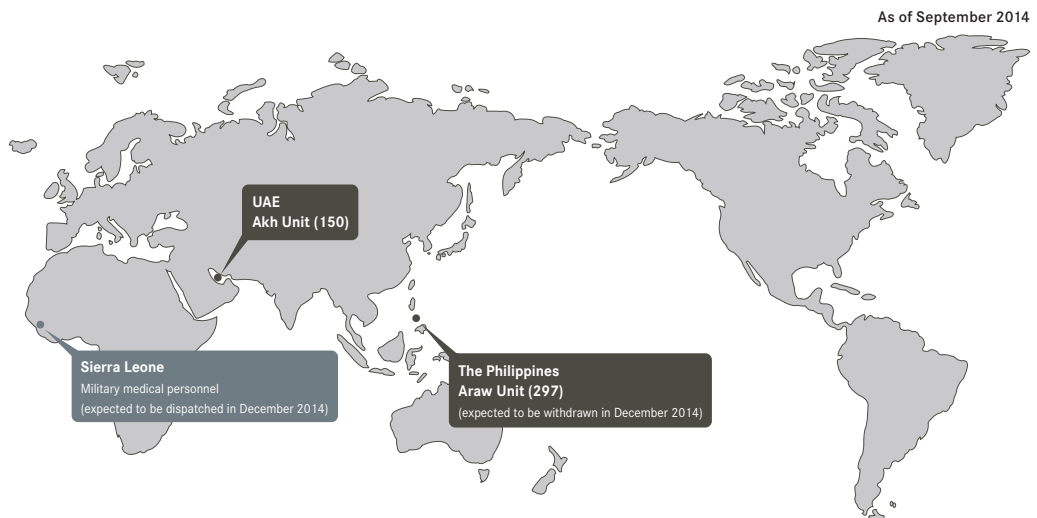 As of September 2014
UAE
Akh Unit (150)
Sierra Leone
Military medical personnel
(expected to be dispatched in December 2014)
The Philippines
Araw Unit (297)
(expected to be withdrawn in December 2014)